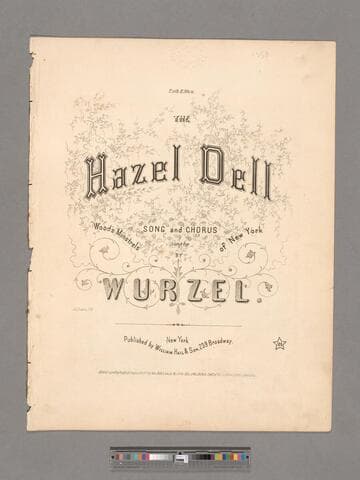 THE
Hazel Dell
SONG and CHORUS
Woods Minstrels of New York
BY
WURZEL.
New York
Published by William Hall & Son, 239 Broadway.